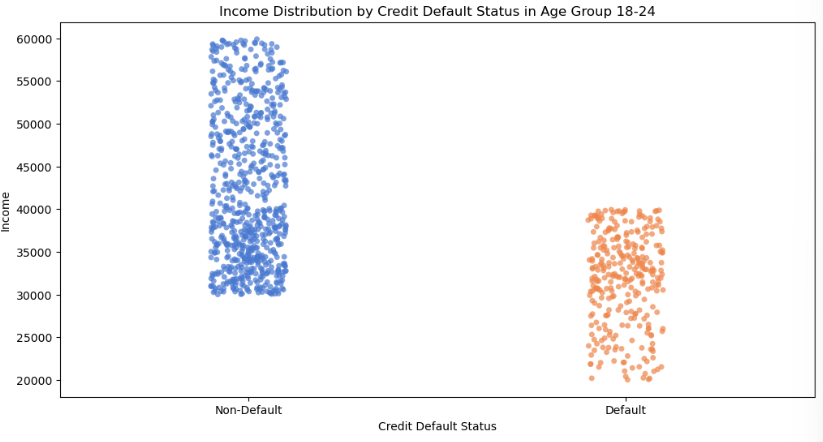 Income Distribution by Credit Default Status in Age Group 18-24
60000
55000
50000
45000
40000
35000
30000
25000
20000
Income
Non-Default
Default
Credit Default Status